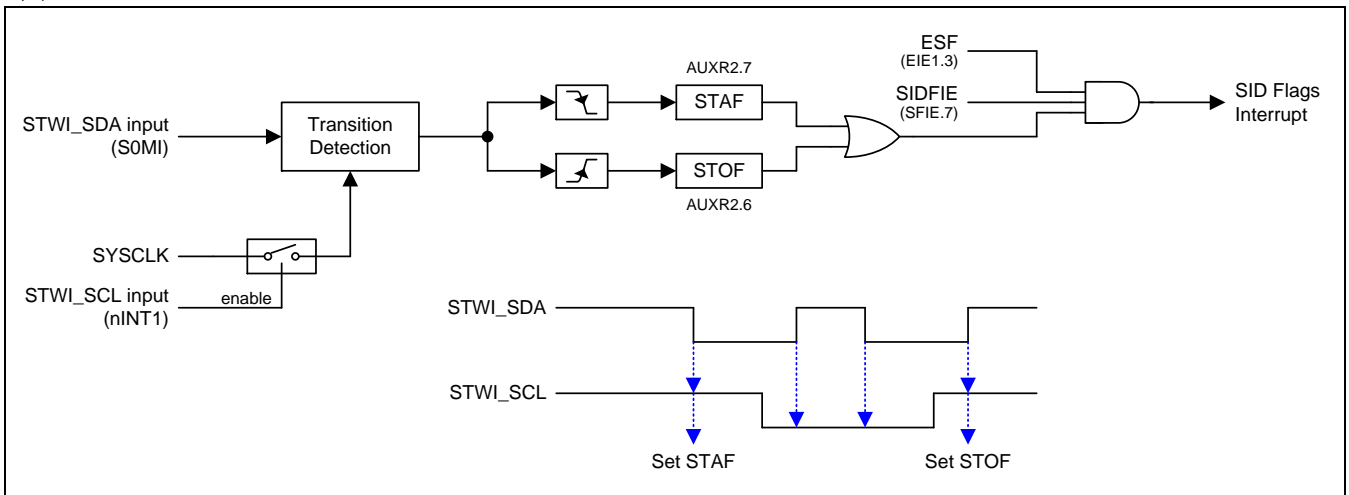 ESF
(EIE1.3)
AUXR2.7
SIDFIE
(SFIE.7)
SID Flags
Interrupt
STWI_SDA input
(S0MI)
Transition
Detection
STAF
STOF
AUXR2.6
SYSCLK
STWI_SCL input
(nINT1)
enable
STWI_SDA
STWI_SCL
Set STAF
Set STOF